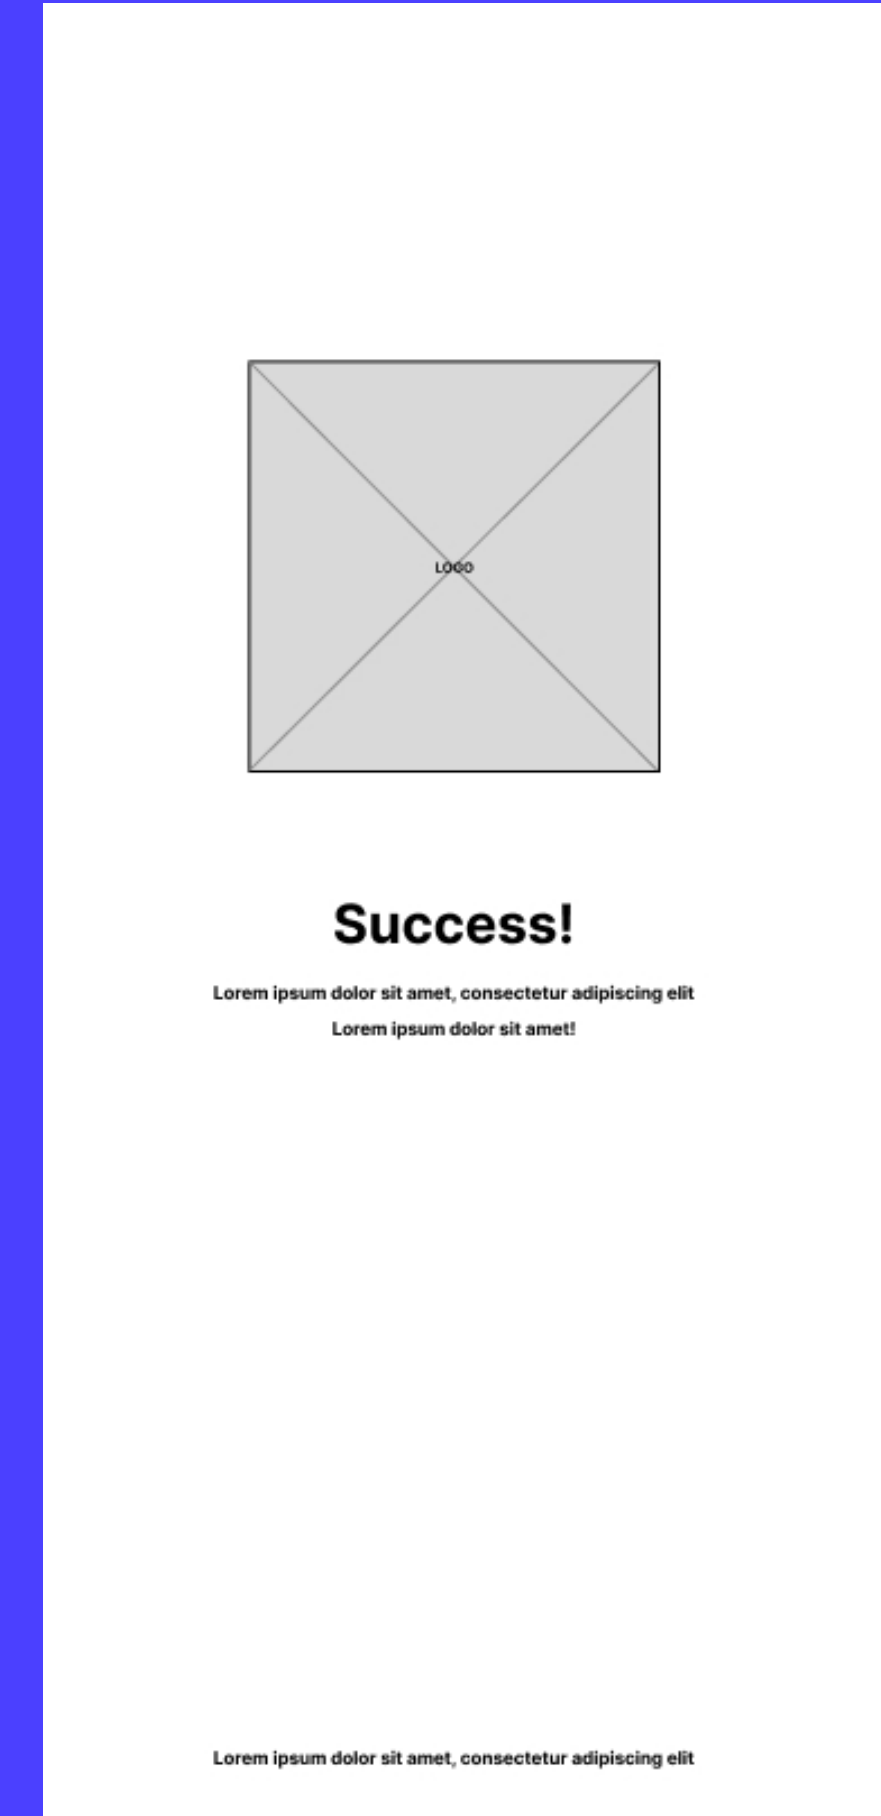 LOGO
Success!
Lorem ipsum dolor sit amet, consectetur adipiscing elit
Lorem ipsum dolor sit amet!
Lorem ipsum dolor sit amet, consectetur adipiscing elit